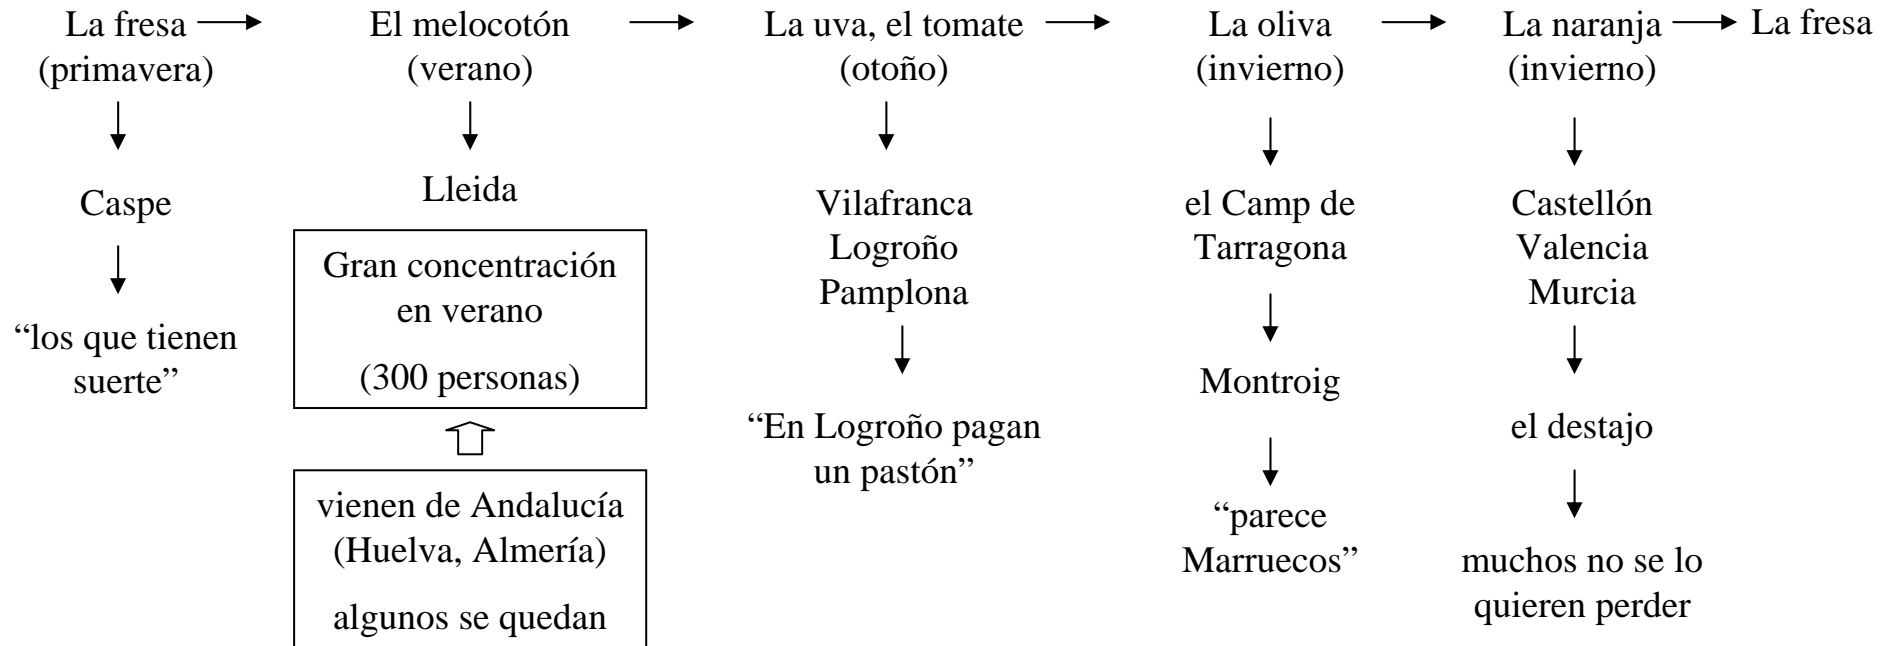 La fresa
(primavera)
Caspe
“los que tienen
suerte”
El melocotón
(verano)
Lleida
Gran concentración
en verano
(300 personas)
vienen de Andalucía
(Huelva, Almería)
algunos se quedan
La uva, el tomate
(otoño)
Vilafranca
Logroño
Pamplona
“En Logroño pagan
un pastón”
La oliva
(invierno)
el Camp de
Tarragona
Montroig
“parece
Marruecos”
La naranja
(invierno)
Castellón
Valencia
Murcia
el destajo
muchos no se lo
quieren perder
La fresa